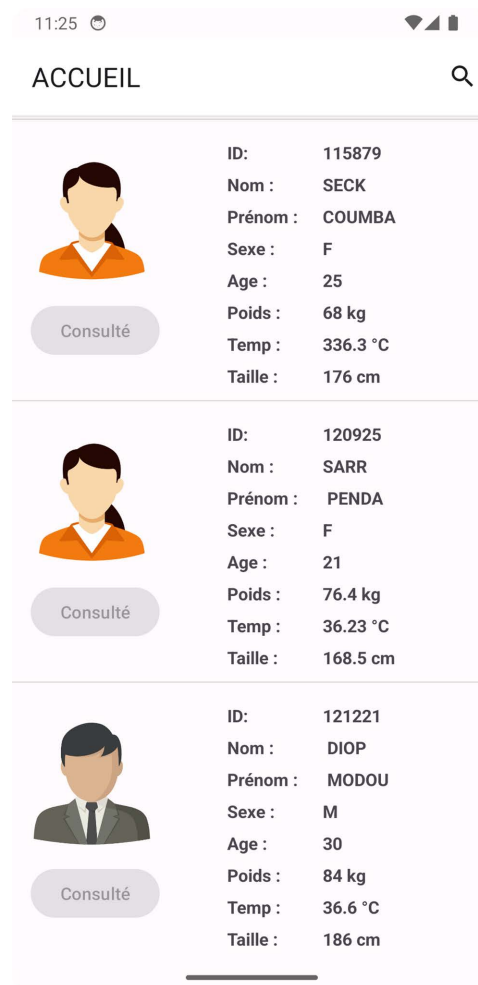 11:25
ACCUEIL
ID: 115879
Nom : SECK
Prénom : COUMBA
Sexe : F
Age : 25
Poids : 68 kg
Temp : 336.3 °C
Taille : 176 cm
Consulté
ID: 120925
Nom : SARR
Prénom : PENDA
Sexe : F
Age : 21
Poids : 76.4 kg
Temp : 36.23 °C
Taille : 168.5 cm
Consulté
ID: 121221
Nom : DIOP
Prénom : MODOU
Sexe : M
Age : 30
Poids : 84 kg
Temp : 36.6 °C
Taille : 186 cm
Consulté